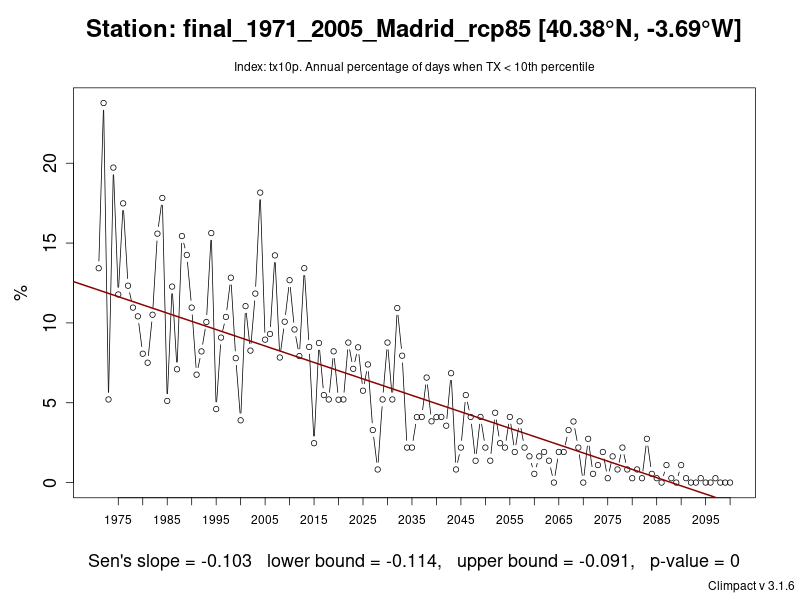 Station: final_1971_2005_Madrid_rcp85 [40.38°N, -3.69°W]
Index: tx10p. Annual percentage of days when TX < 10th percentile
%
20
15
10
5
0
1975 1985 1995 2005 2015 2025 2035 2045 2055 2065 2075 2085 2095
Sen's slope = -0.103 lower bound = -0.114, upper bound = -0.091, p-value = 0
Climpact v 3.1.6